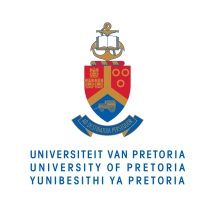 UNIVERSITEIT VAN PRETORIA
UNIVERSITY OF PRETORIA
YUNIBESITHI YA PRETORIA